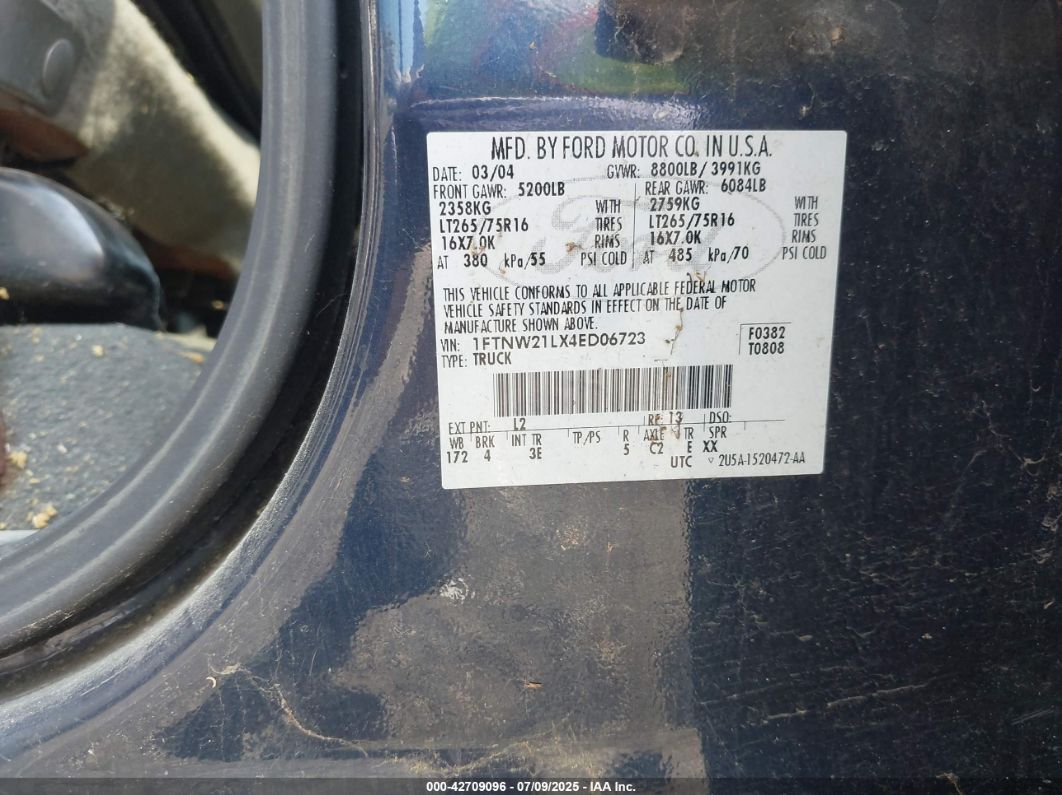 MFD. BY FORD MOTOR CO. IN U.S.A.
DATE: 03/04 GVWR: 8800LB/3991KG
FRONT GAWR: 5200LB REAR GAWR: 6084LB
2358KG WITH 2759KG WITH
LT265/75R16 TIRES LT265/75R16 TIRES
16X7.0K RIMS 16X7.0K RIMS
AT 380 kPa/55 PSI COLD AT 485 kPa/70 PSI COLD
Ford
THIS VEHICLE CONFORMS TO ALL APPLICABLE FEDERAL MOTOR
VEHICLE SAFETY STANDARDS IN EFFECT ON THE DATE OF
MANUFACTURE SHOWN ABOVE.
VIN: 1FTNW21LX4ED06723 F0382
TYPE: TRUCK T0808
EXT PNT: L2 RF: 13 DSO:
WB BRK INT TR TP/PS R AXLE TR SPR
172 4 3E 5 C2 E XX
UTC 2U5A-1520472-AA
000-42709096 - 07/09/2025 - IAA Inc.